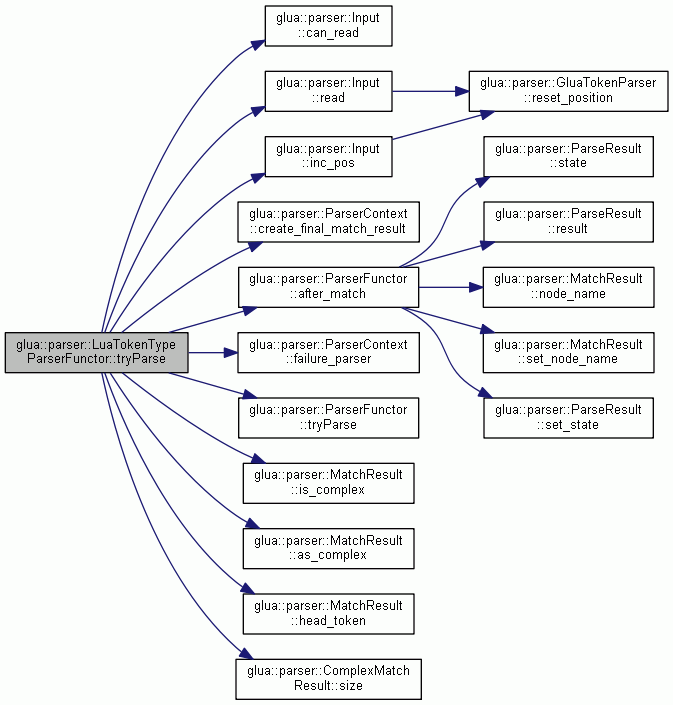 glua::parser::LuaTokenType
ParserFunctor::tryParse
glua::parser::Input
::can_read
glua::parser::Input
::read
glua::parser::Input
::inc_pos
glua::parser::ParserContext
::create_final_match_result
glua::parser::ParserFunctor
::after_match
glua::parser::ParserContext
::failure_parser
glua::parser::ParserFunctor
::tryParse
glua::parser::MatchResult
::is_complex
glua::parser::MatchResult
::as_complex
glua::parser::MatchResult
::head_token
glua::parser::ComplexMatch
Result::size
glua::parser::GluaTokenParser
::reset_position
glua::parser::ParseResult
::state
glua::parser::ParseResult
::result
glua::parser::MatchResult
::node_name
glua::parser::MatchResult
::set_node_name
glua::parser::ParseResult
::set_state